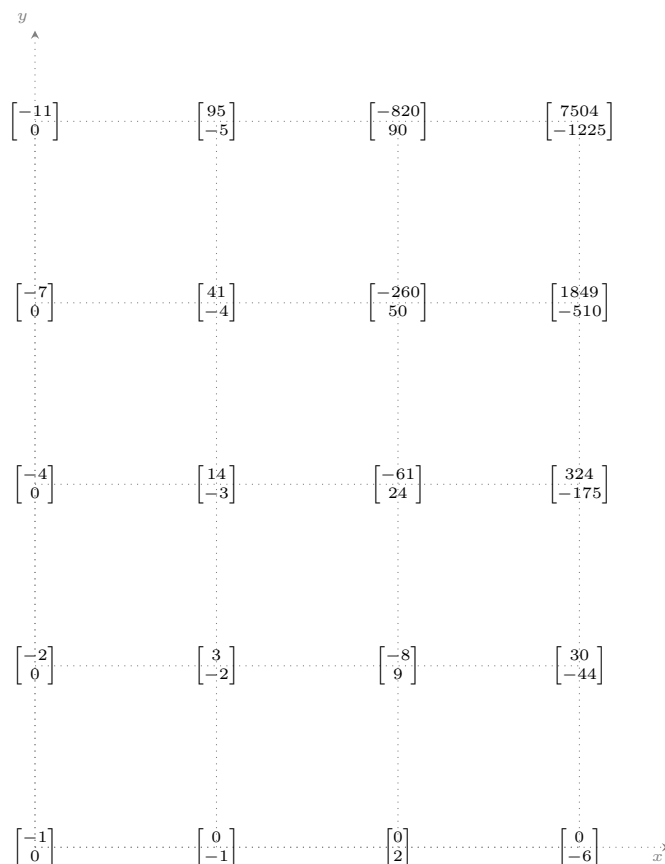 y
[−11 0] [95 −5] [−820 90] [7504 −1225]
[−7 0] [41 −4] [−260 50] [1849 −510]
[−4 0] [14 −3] [−61 24] [324 −175]
[−2 0] [3 −2] [−8 9] [30 −44]
[−1 0] [0 −1] [0 2] [0 −6]
x